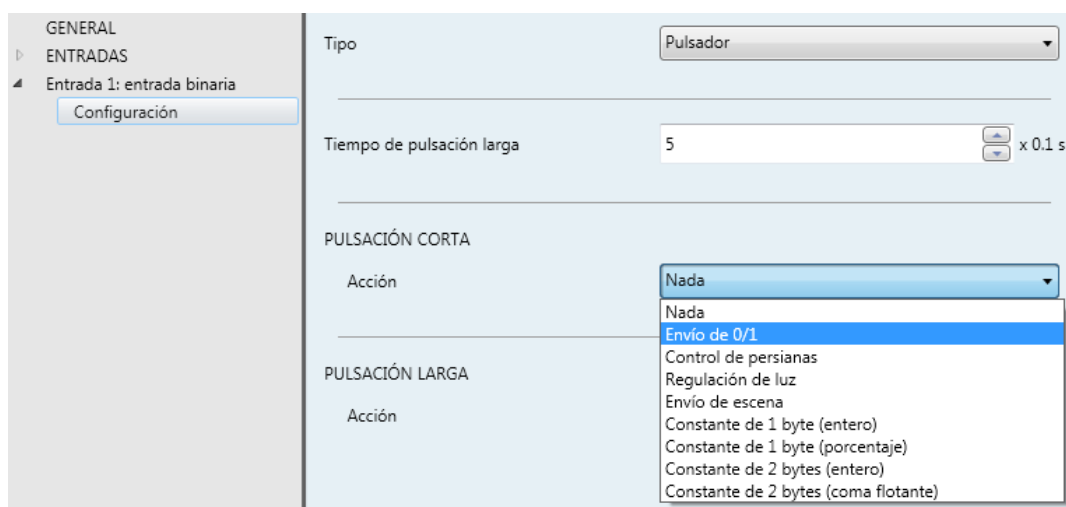 GENERAL
ENTRADAS
Entrada 1: entrada binaria
Configuración
Tipo
Pulsador
Tiempo de pulsación larga
5
x 0.1 s
PULSACIÓN CORTA
Acción
Nada
Nada
Envío de 0/1
Control de persianas
Regulación de luz
Envío de escena
Constante de 1 byte (entero)
Constante de 1 byte (porcentaje)
Constante de 2 bytes (entero)
Constante de 2 bytes (coma flotante)
PULSACIÓN LARGA
Acción